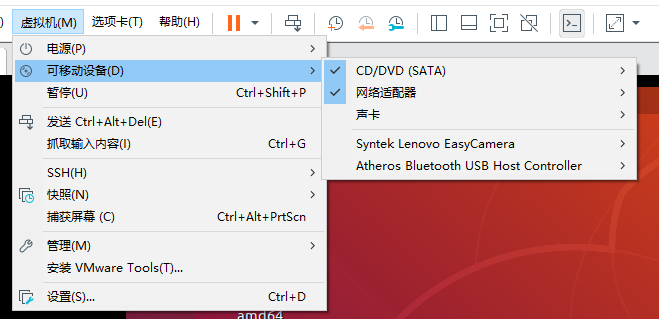 虚拟机(M) 选项卡(T) 帮助(H)
电源(P)
可移动设备(D)
暂停(U) Ctrl+Shift+P
发送 Ctrl+Alt+Del(E)
抓取输入内容(I) Ctrl+G
SSH(H)
快照(N)
捕获屏幕 (C) Ctrl+Alt+PrtScn
管理(M)
安装 VMware Tools(T)...
设置(S)... Ctrl+D
CD/DVD (SATA)
网络适配器
声卡
Syntek Lenovo EasyCamera
Atheros Bluetooth USB Host Controller
amd64